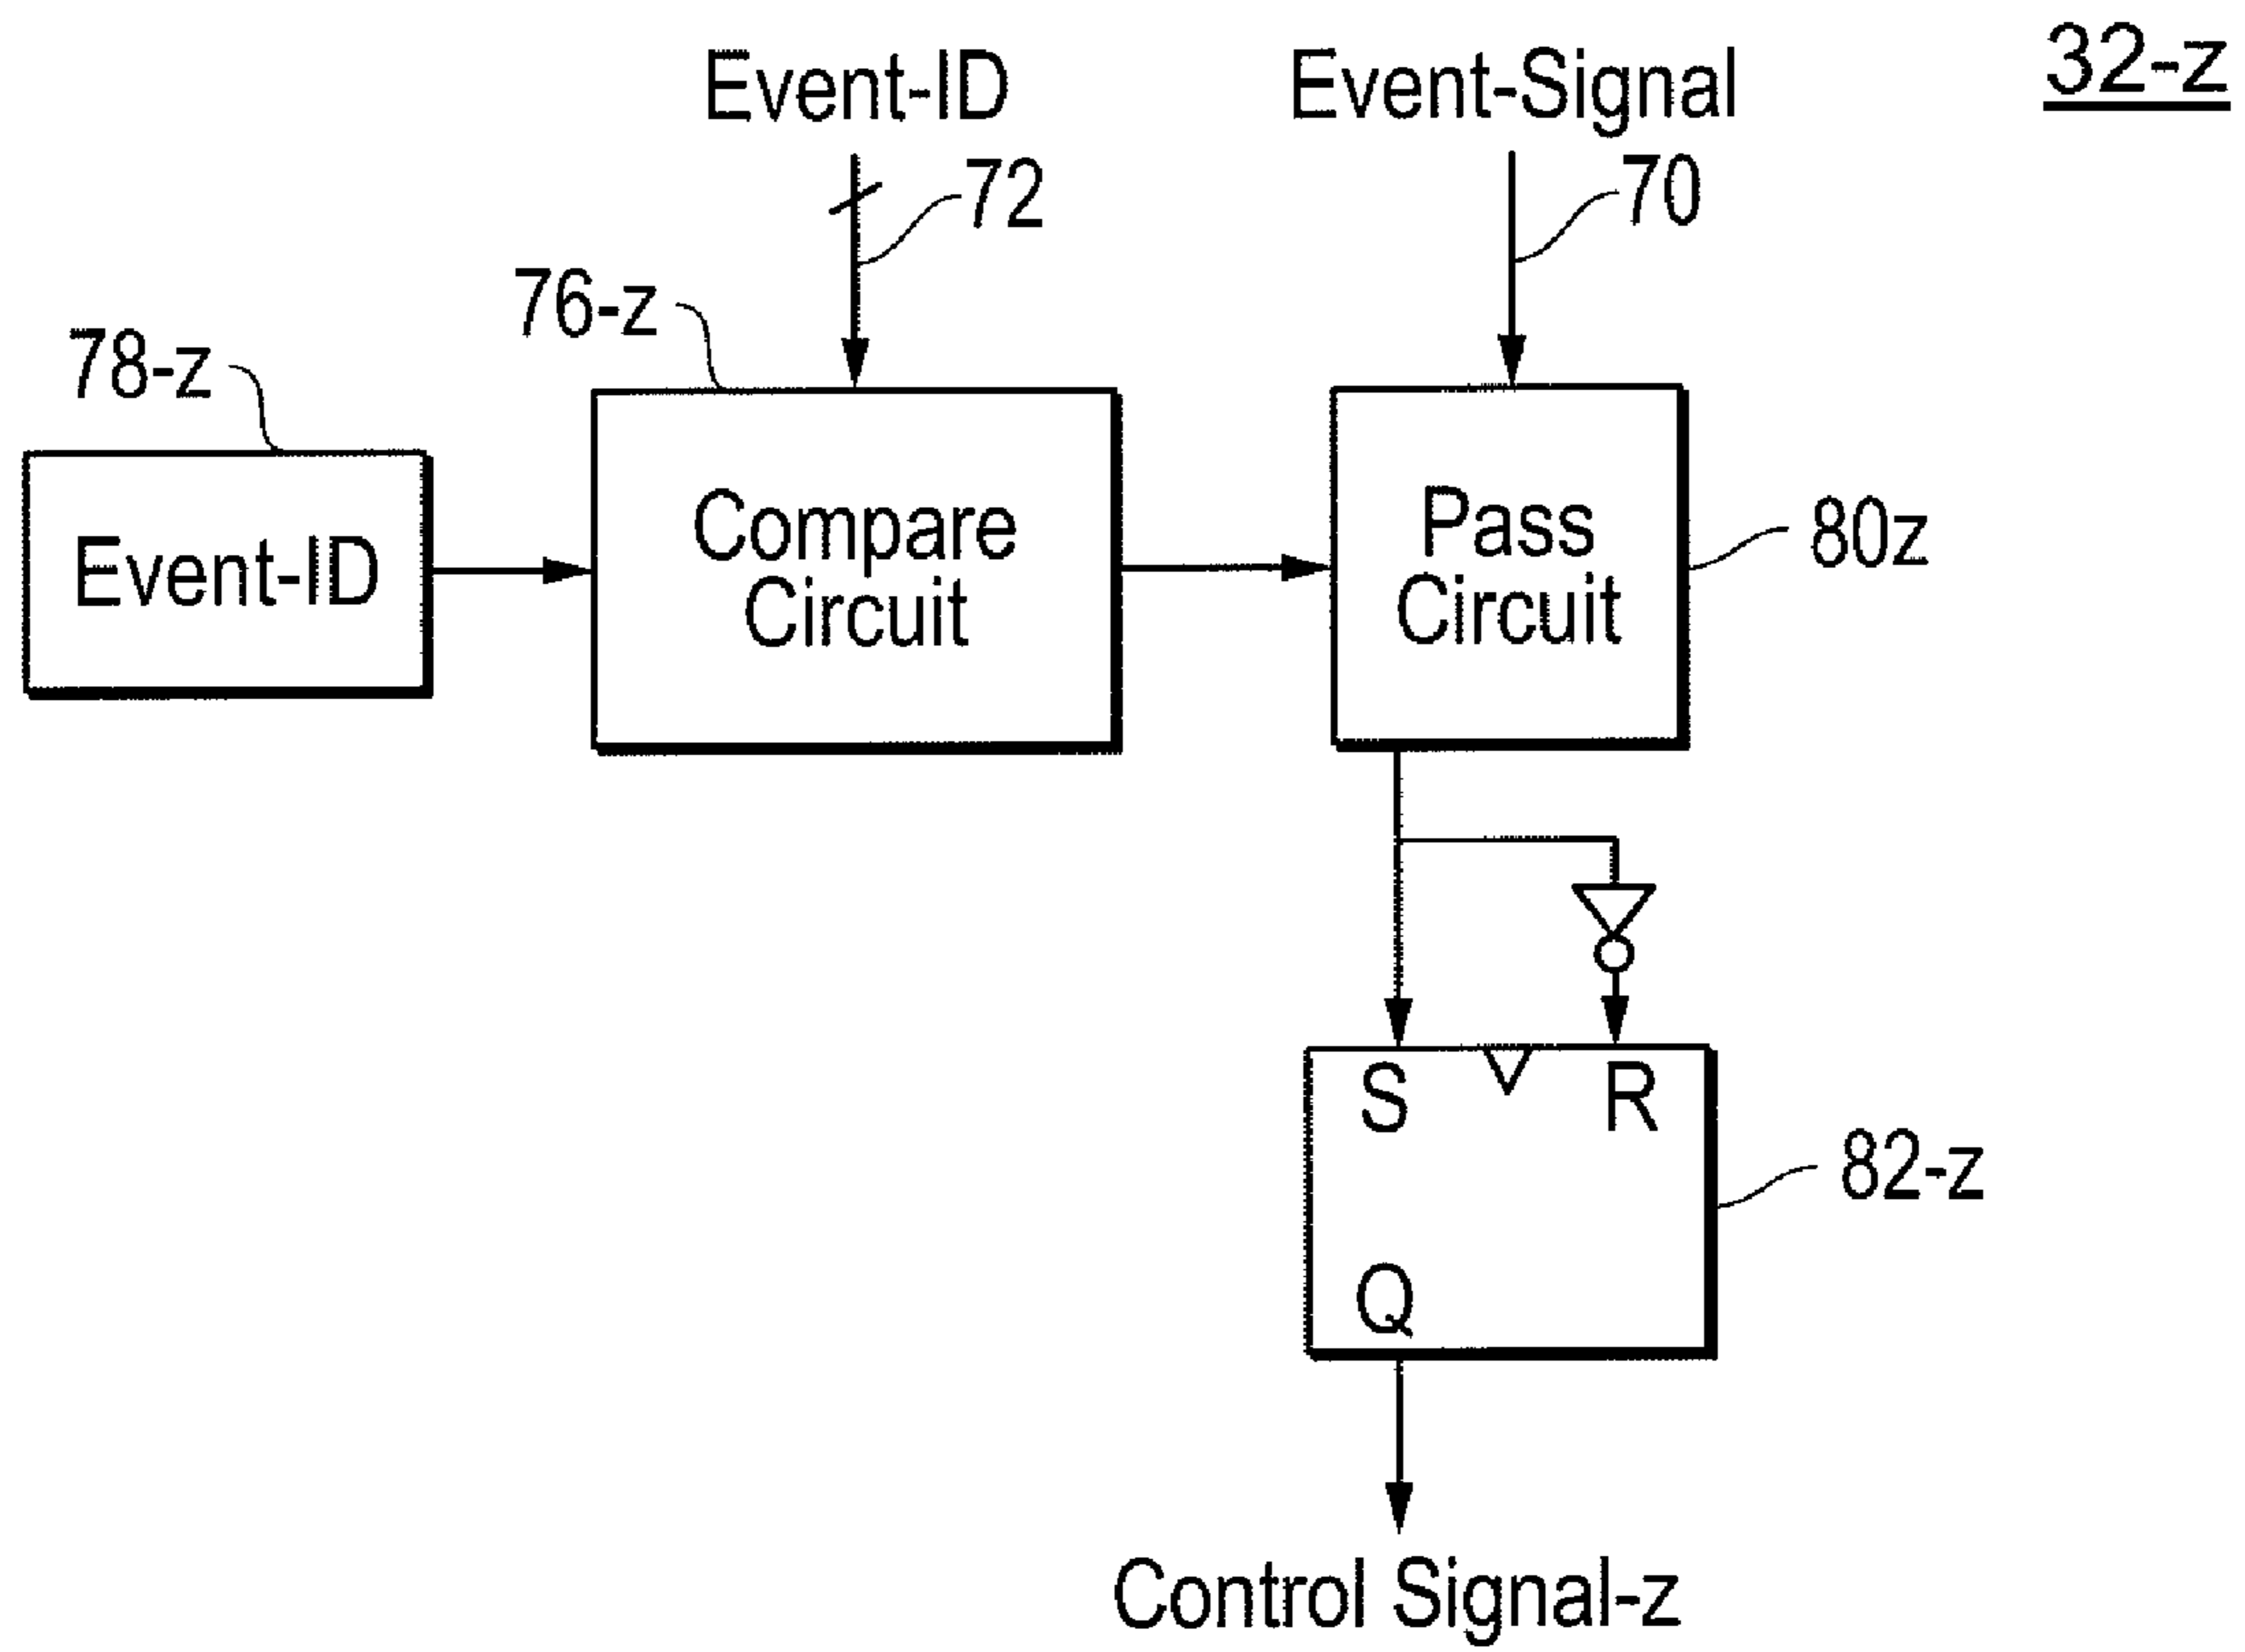 32-z
Event-ID
Event-Signal
72
70
76-z
78-z
Event-ID
Compare
Circuit
Pass
Circuit
80z
S
R
82-z
Q
Control Signal-z